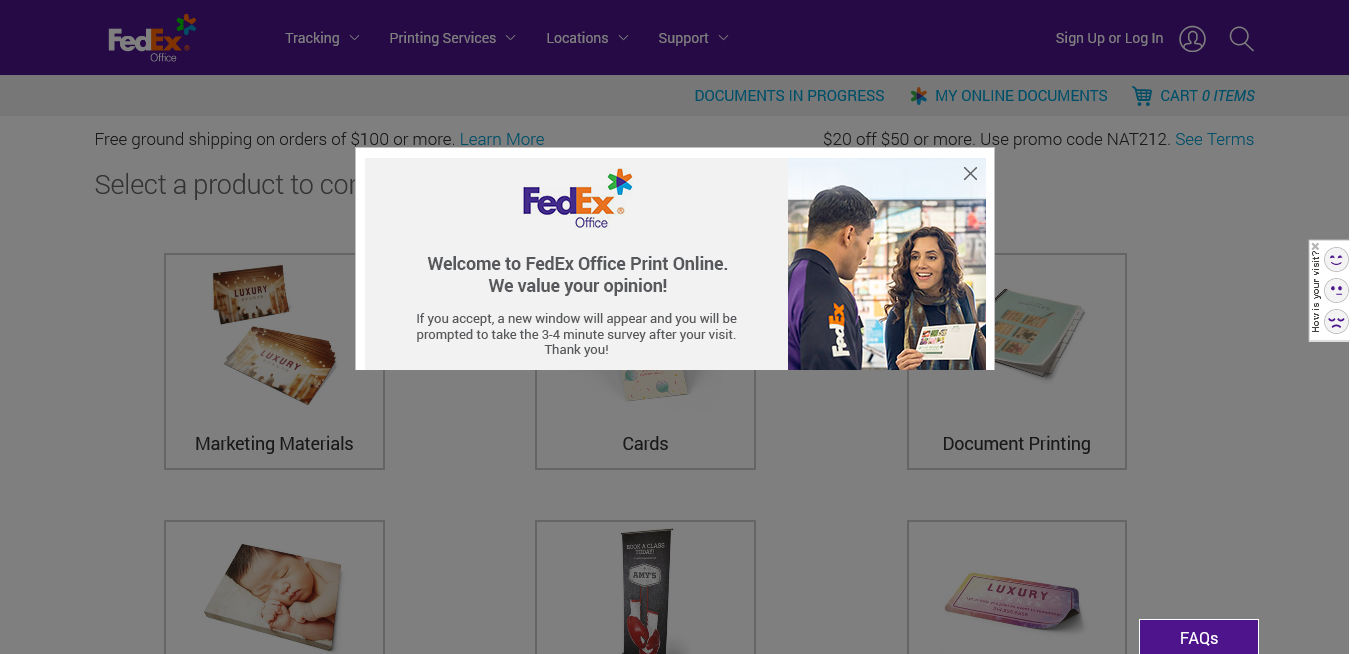 FedEx
Office
Tracking
Printing Services
Locations
Support
Sign Up or Log In
DOCUMENTS IN PROGRESS
MY ONLINE DOCUMENTS
CART 0 ITEMS
Free ground shipping on orders of $100 or more. Learn More
$20 off $50 or more. Use promo code NAT212. See Terms
Select a product to
FedEx®
Office
Welcome to FedEx Office Print Online.
We value your opinion!
If you accept, a new window will appear and you will be
prompted to take the 3-4 minute survey after your visit.
Thank you!
FedEx
How is your visit?
LUXURY
LUXURY
Marketing Materials
Cards
Document Printing
BOOK A CLASS
TODAY!
AMY'S
LUXURY
FAQs